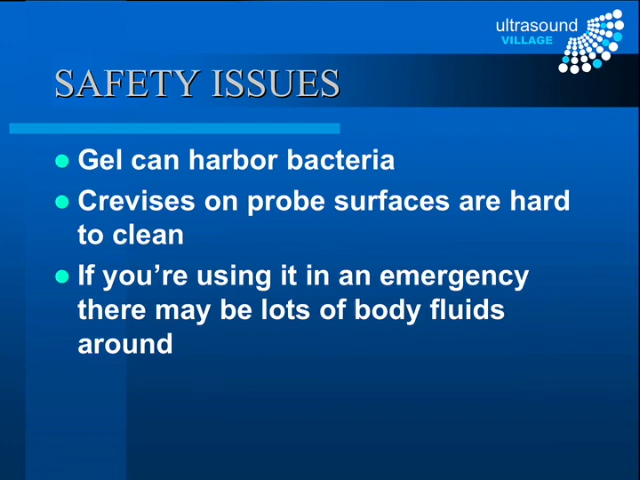 ultrasound
VILLAGE
SAFETY ISSUES
Gel can harbor bacteria
Crevises on probe surfaces are hard
to clean
If you’re using it in an emergency
there may be lots of body fluids
around